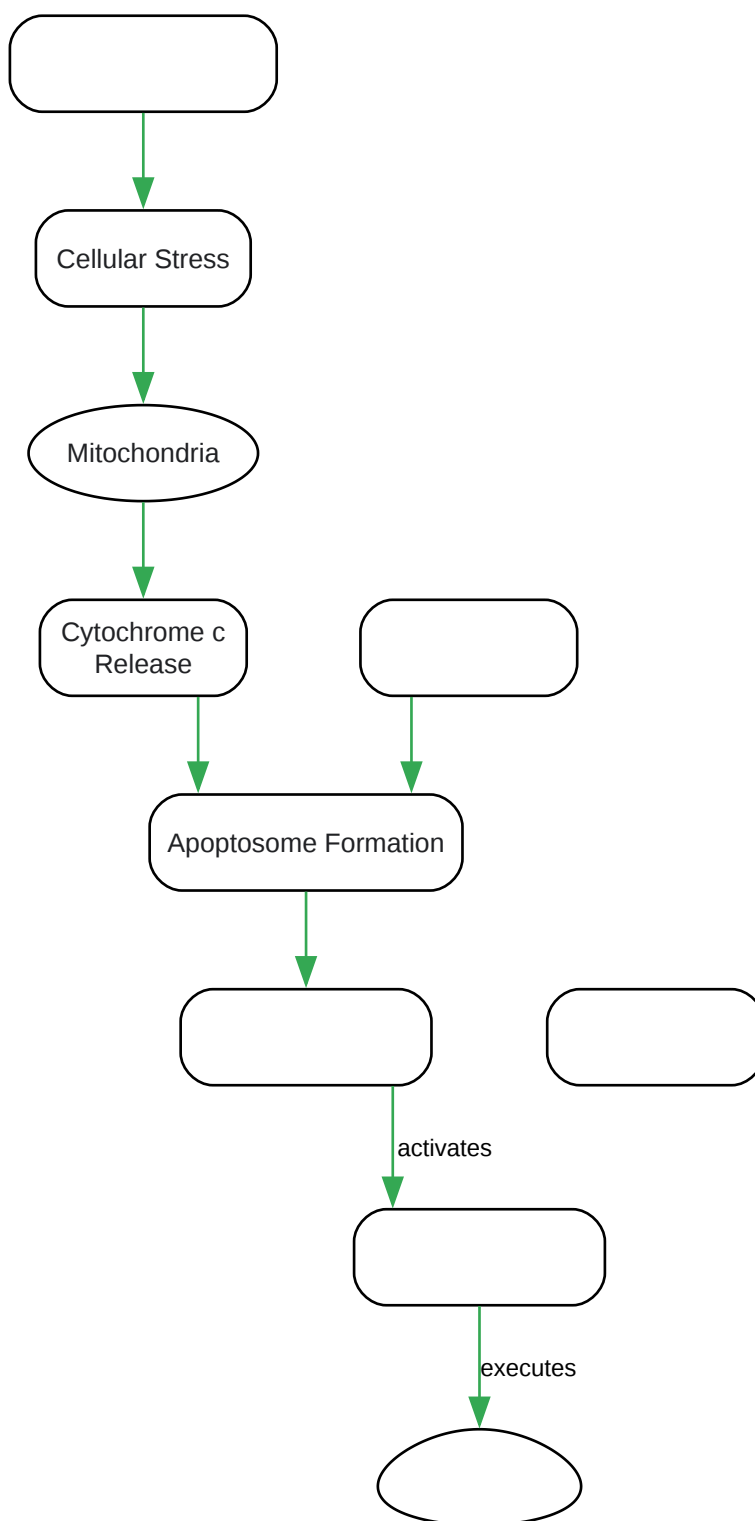 Cellular Stress
Mitochondria
Cytochrome c
Release
Apoptosome Formation
activates
executes